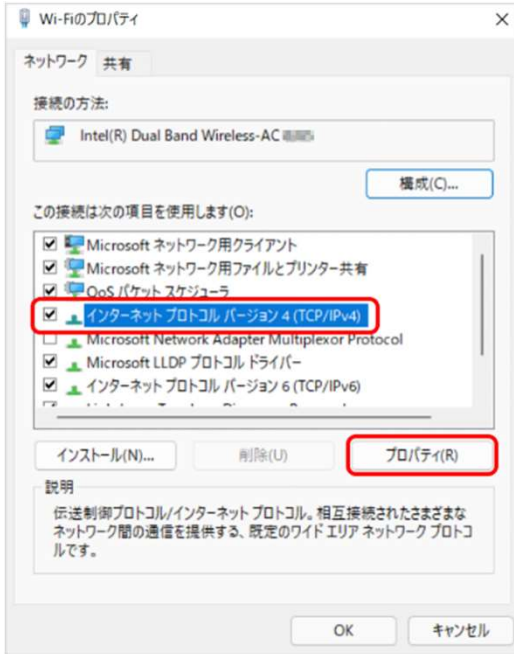 Wi-Fiのプロパティ
ネットワーク 共有
接続の方法:
Intel(R) Dual Band Wireless-AC
構成(C)...
この接続は次の項目を使用します(O):
Microsoft ネットワーク用クライアント
Microsoft ネットワーク用ファイルとプリンター共有
QoS パケット スケジューラ
インターネット プロトコル バージョン 4 (TCP/IPv4)
Microsoft Network Adapter Multiplexor Protocol
Microsoft LLDP プロトコル ドライバー
インターネット プロトコル バージョン 6 (TCP/IPv6)
インストール(N)... 削除(U) プロパティ(R)
説明
伝送制御プロトコル/インターネット プロトコル。相互接続されたさまざまな
ネットワーク間の通信を提供する、既定のワイド エリア ネットワーク プロトコ
ルです。
OK キャンセル